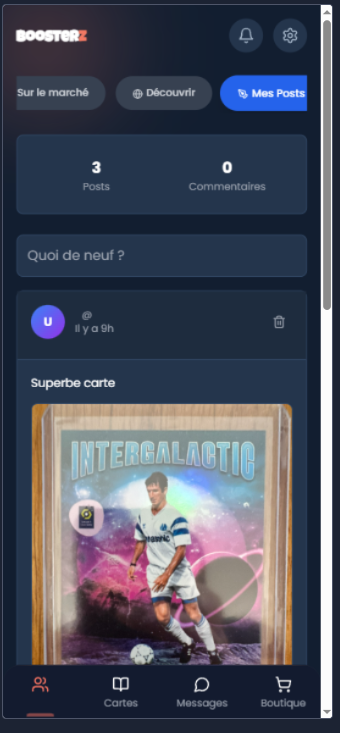 BOOSTERZ
Sur le marché
Découvrir
Mes Posts
3
Posts
0
Commentaires
Quoi de neuf ?
U
@
Il y a 9h
Superbe carte
INTERGALACTIC
Cartes
Messages
Boutique